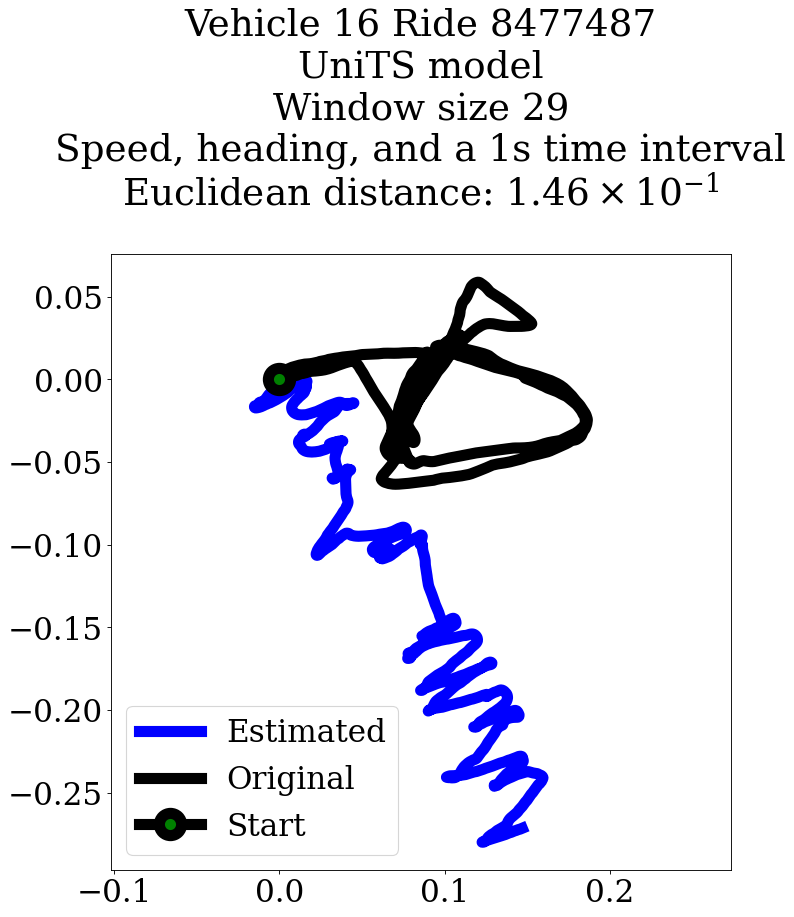 Vehicle 16 Ride 8477487
UniTS model
Window size 29
Speed, heading, and a 1s time interval
Euclidean distance: $1.46 \times 10^{-1}$
0.05
0.00
−0.05
−0.10
−0.15
−0.20
−0.25
Estimated
Original
Start
−0.1
0.0
0.1
0.2